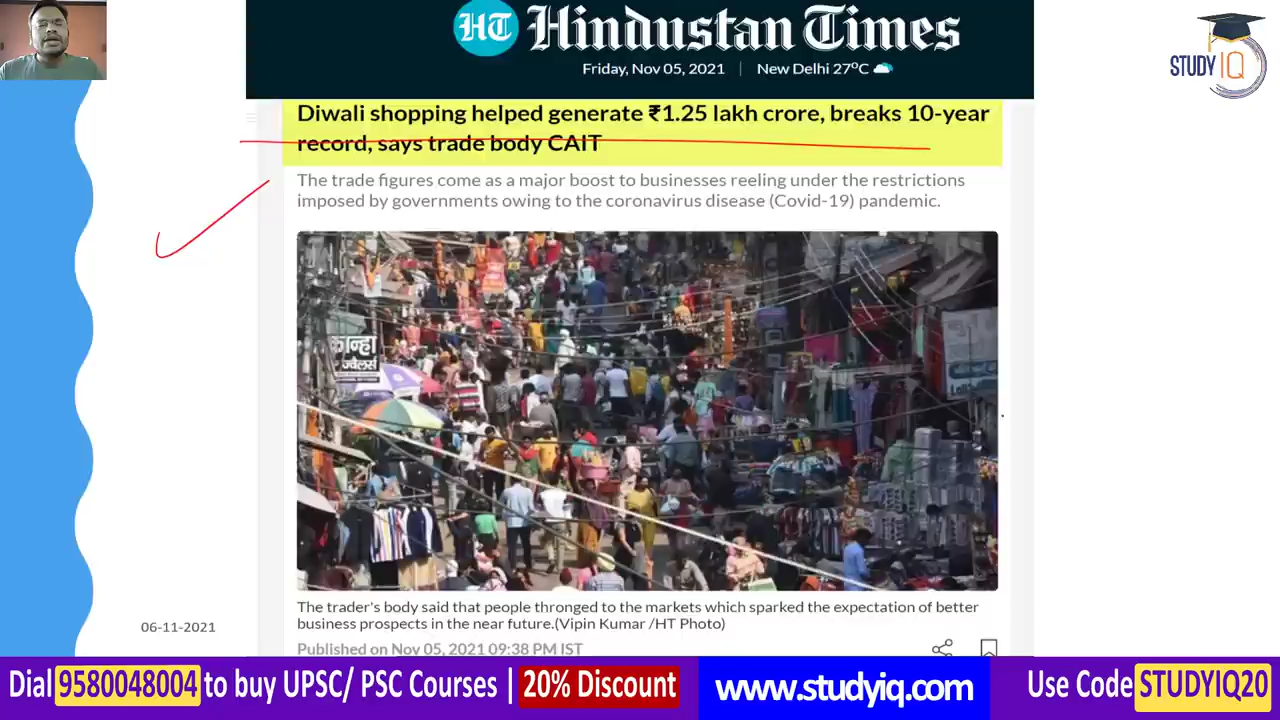 HT Hindustan Times
Friday, Nov 05, 2021 | New Delhi 27°C
STUDY IQ
Diwali shopping helped generate ₹1.25 lakh crore, breaks 10-year
record, says trade body CAIT
The trade figures come as a major boost to businesses reeling under the restrictions
imposed by governments owing to the coronavirus disease (Covid-19) pandemic.
कान्हा
ज्वैलर्स
The trader's body said that people thronged to the markets which sparked the expectation of better
business prospects in the near future.(Vipin Kumar /HT Photo)
06-11-2021
Published on Nov 05, 2021 09:38 PM IST
Dial 9580048004 to buy UPSC/ PSC Courses | 20% Discount
www.studyiq.com
Use Code STUDYIQ20